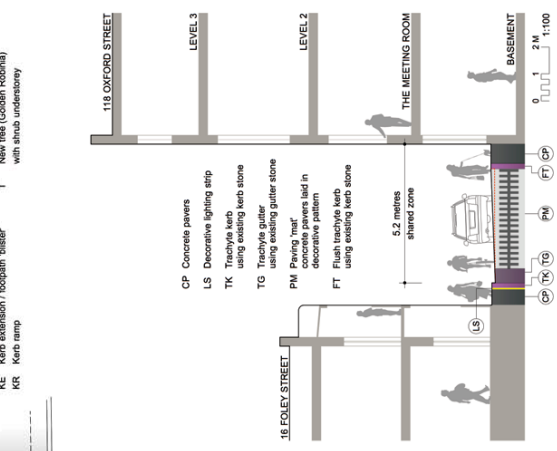 KE Kerb extension / footpath 'blister'
KR Kerb ramp
T New tree (Golden Robinia)
with shrub understorey
118 OXFORD STREET
LEVEL 3
LEVEL 2
THE MEETING ROOM
BASEMENT
CP Concrete pavers
LS Decorative lighting strip
TK Trachyte kerb
using existing kerb stone
TG Trachyte gutter
using existing gutter stone
PM Paving 'mat'
concrete pavers laid in
decorative pattern
FT Flush trachyte kerb
using existing kerb stone
5.2 metres
shared zone
16 FOLEY STREET
LS
CP
TK
TG
PM
FT
CP
0 1 2 M
1:100